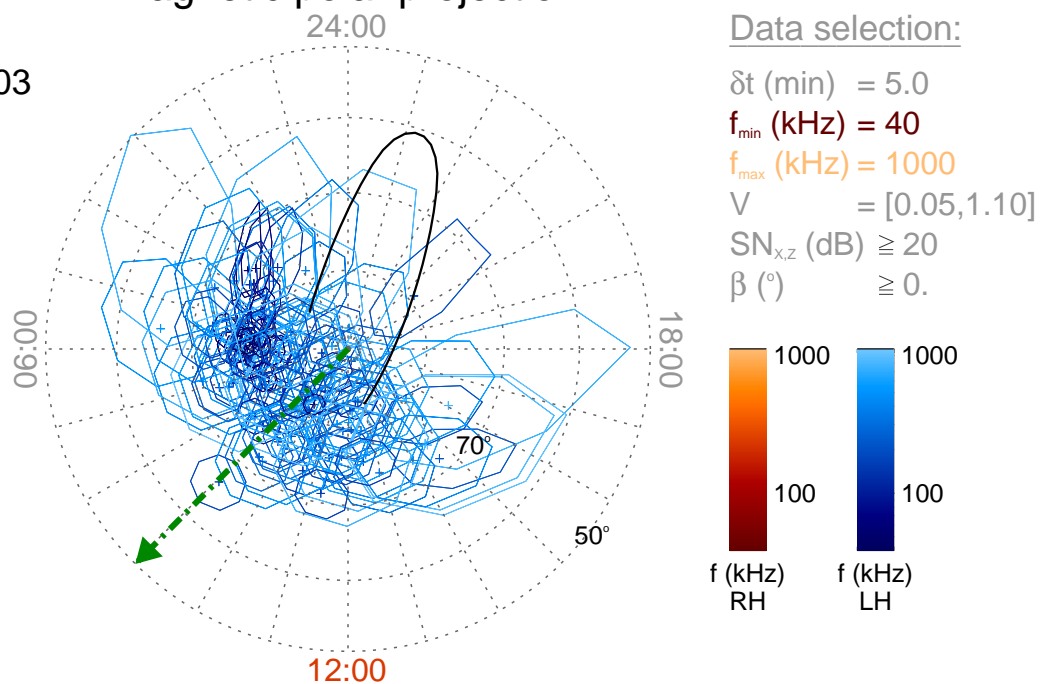 24:00
03
06:00
18:00
12:00
70°
50°
Data selection:
δt (min) = 5.0
fmin (kHz) = 40
fmax (kHz) = 1000
V = [0.05,1.10]
SNx,z (dB) ≧ 20
β (°) ≧ 0.
1000
1000
100
100
f (kHz)
RH
f (kHz)
LH